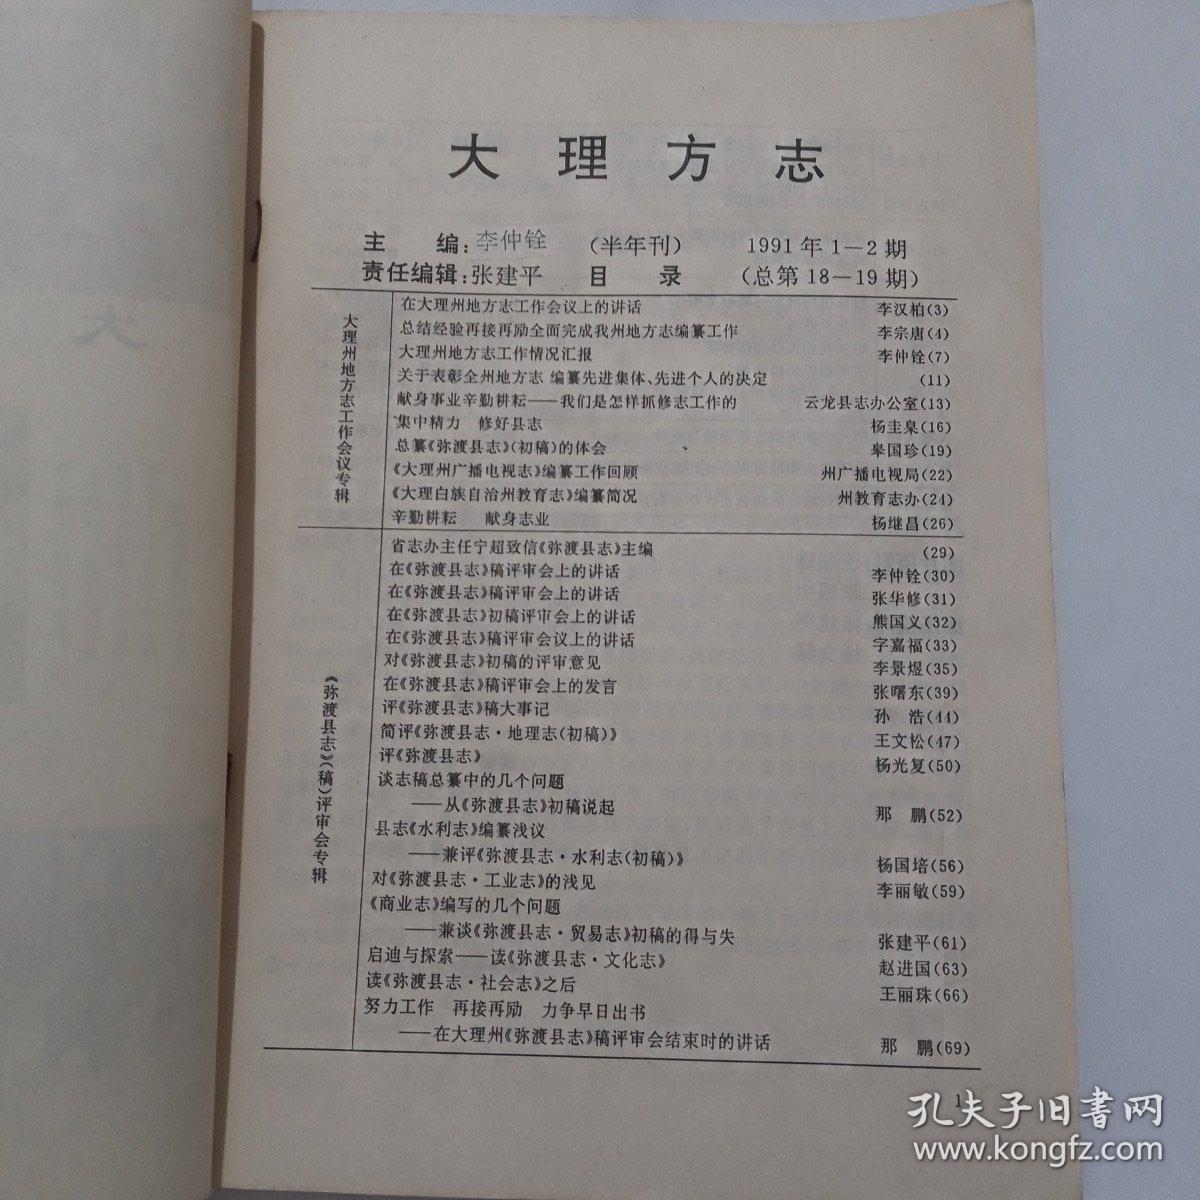 大理方志
主　编:李仲铨　(半年刊)　1991年1—2期
责任编辑:张建平　目　录　(总第18—19期)
大理州地方志工作会议专辑
在大理州地方志工作会议上的讲话　李汉柏(3)
总结经验再接再励全面完成我州地方志编纂工作　李宗唐(4)
大理州地方志工作情况汇报　李仲铨(7)
关于表彰全州地方志 编纂先进集体、先进个人的决定　(11)
献身事业辛勤耕耘——我们是怎样抓修志工作的　云龙县志办公室(13)
集中精力　修好县志　杨圭臬(16)
总纂《弥渡县志》(初稿)的体会　皋国珍(19)
《大理州广播电视志》编纂工作回顾　州广播电视局(22)
《大理白族自治州教育志》编纂简况　州教育志办(24)
辛勤耕耘　献身志业　杨继昌(26)
《弥渡县志》(稿)评审会专辑
省志办主任宁超致信《弥渡县志》主编　(29)
在《弥渡县志》稿评审会上的讲话　李仲铨(30)
在《弥渡县志》稿评审会上的讲话　张华修(31)
在《弥渡县志》初稿评审会上的讲话　熊国义(32)
在《弥渡县志》稿评审会议上的讲话　字嘉福(33)
对《弥渡县志》初稿的评审意见　李景煜(35)
在《弥渡县志》稿评审会上的发言　张曙东(39)
评《弥渡县志》稿大事记　孙　浩(44)
简评《弥渡县志·地理志(初稿)》　王文松(47)
评《弥渡县志》　杨光复(50)
谈志稿总纂中的几个问题
——从《弥渡县志》初稿说起　那　鹏(52)
县志《水利志》编纂浅议
——兼评《弥渡县志·水利志(初稿)》　杨国培(56)
对《弥渡县志·工业志》的浅见　李丽敏(59)
《商业志》编写的几个问题
——兼谈《弥渡县志·贸易志》初稿的得与失　张建平(61)
启迪与探索——读《弥渡县志·文化志》　赵进国(63)
读《弥渡县志·社会志》之后　王丽珠(66)
努力工作　再接再励　力争早日出书
——在大理州《弥渡县志》稿评审会结束时的讲话　那　鹏(69)
1
孔夫子旧书网
www.kongfz.com